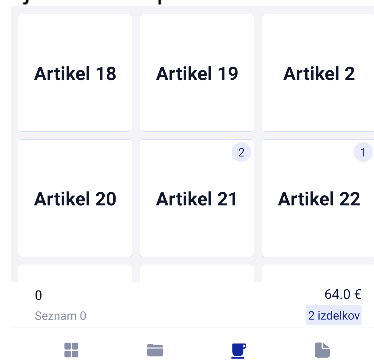 Artikel 18
Artikel 19
Artikel 2
2
1
Artikel 20
Artikel 21
Artikel 22
0
64.0 €
Seznam 0
2 izdelkov